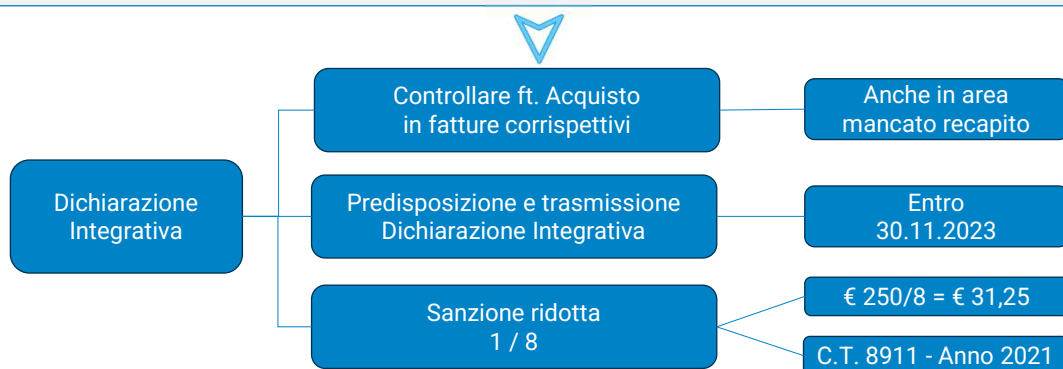 Controllare ft. Acquisto
in fatture corrispettivi
Anche in area
mancato recapito
Dichiarazione
Integrativa
Predisposizione e trasmissione
Dichiarazione Integrativa
Entro
30.11.2023
Sanzione ridotta
1 / 8
€ 250/8 = € 31,25
C.T. 8911 - Anno 2021